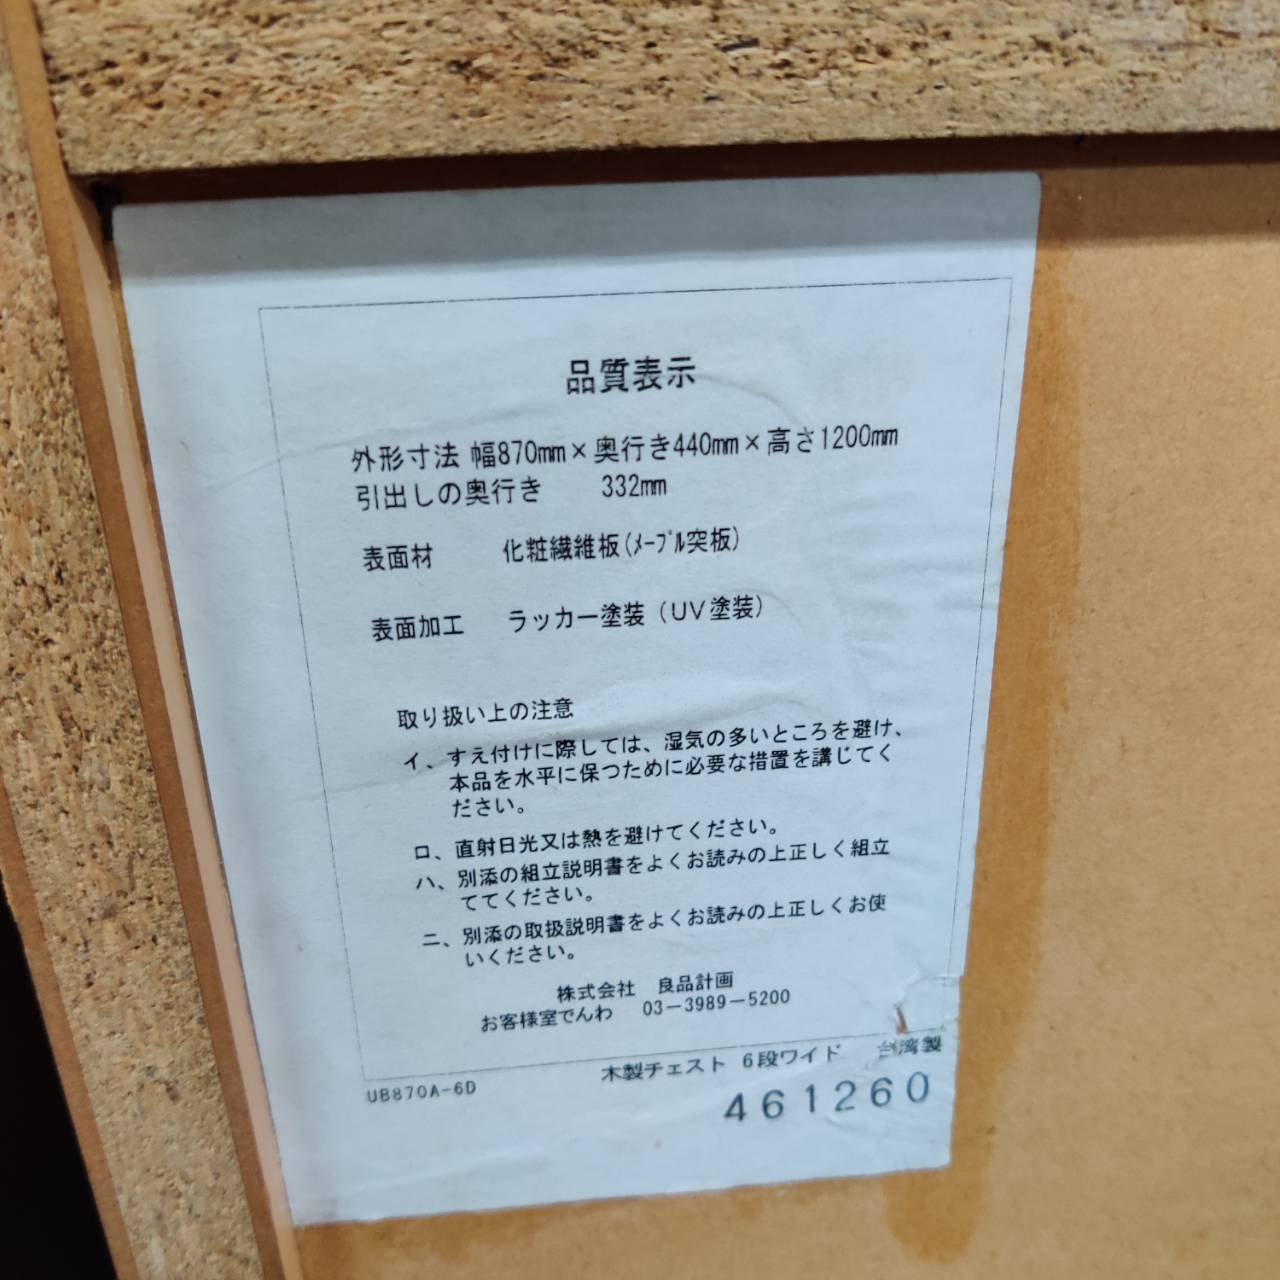 品質表示
外形寸法 幅870mm×奥行き440mm×高さ1200mm
引出しの奥行き 332mm
表面材 化粧繊維板(ﾒｰﾌﾟﾙ突板)
表面加工 ラッカー塗装（UV塗装）
取り扱い上の注意
イ、すえ付けに際しては、湿気の多いところを避け、
本品を水平に保つために必要な措置を講じてく
ださい。
ロ、直射日光又は熱を避けてください。
ハ、別添の組立説明書をよくお読みの上正しく組立
ててください。
ニ、別添の取扱説明書をよくお読みの上正しくお使
いください。
株式会社 良品計画
お客様室でんわ 03－3989－5200
木製チェスト 6段ワイド 台湾製
UB870A-6D
461260